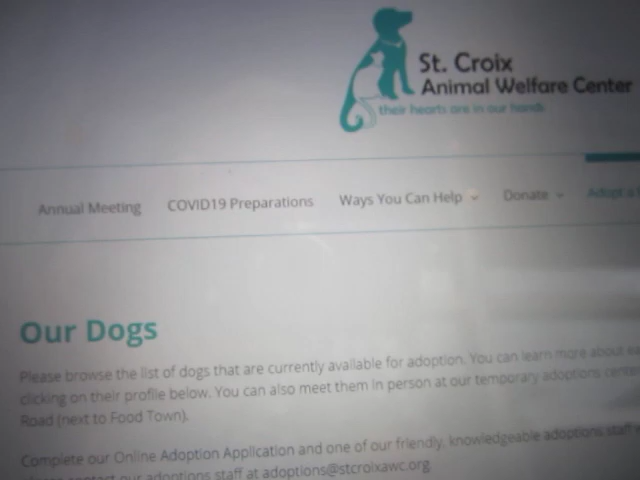 St. Croix
Animal Welfare Center
their hearts are in our hands
Annual Meeting COVID19 Preparations Ways You Can Help Donate Adopt a
Our Dogs
Please browse the list of dogs that are currently available for adoption. You can learn more about
clicking on their profile below. You can also meet them in person at our temporary adoptions center
Road (next to Food Town).
Complete our Online Adoption Application and one of our friendly, knowledgeable adoptions staff
contact our adoptions staff at adoptions@stcroixawc.org